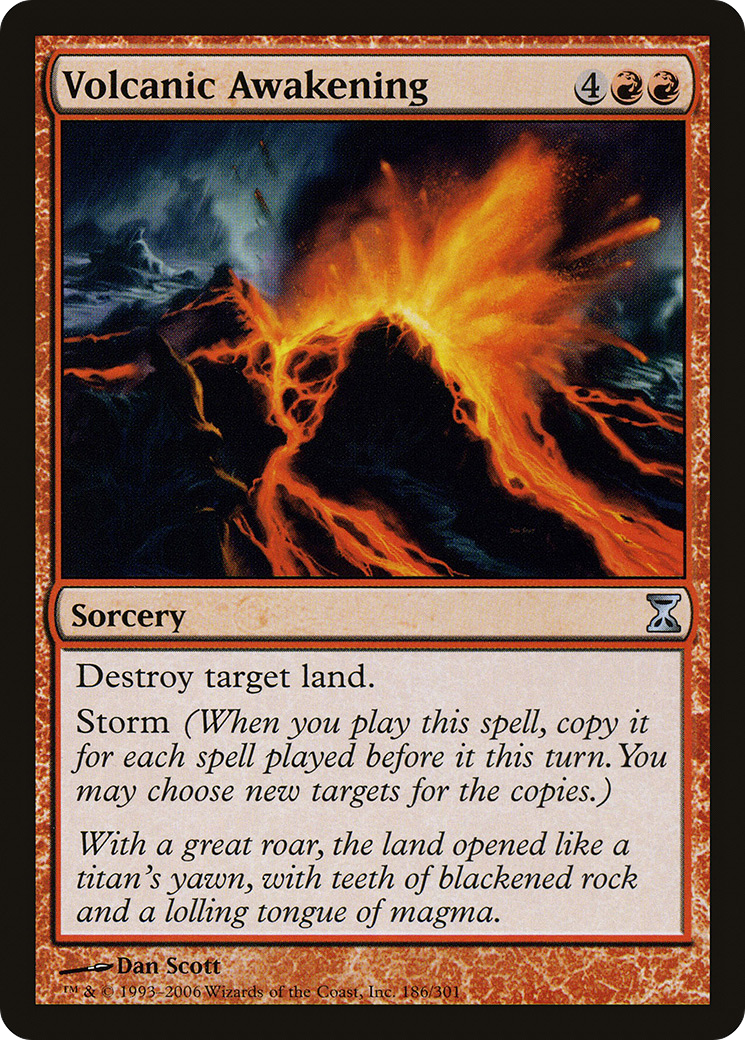 Volcanic Awakening 4
Sorcery
Destroy target land.
Storm (When you play this spell, copy it
for each spell played before it this turn. You
may choose new targets for the copies.)
With a great roar, the land opened like a
titan's yawn, with teeth of blackened rock
and a lolling tongue of magma.
Dan Scott
™ & © 1993–2006 Wizards of the Coast, Inc. 186/301